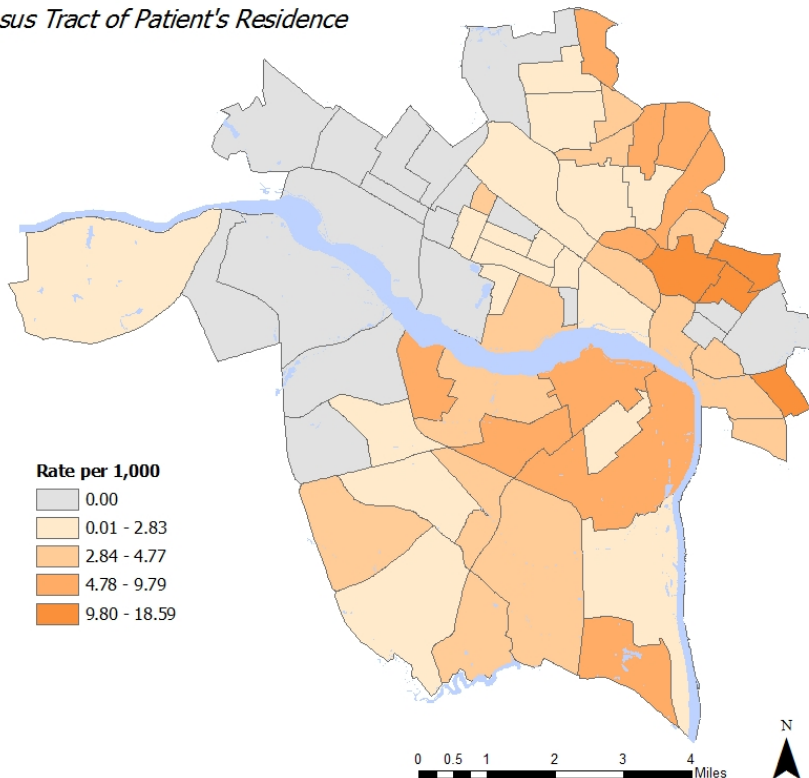 sus Tract of Patient's Residence
Rate per 1,000
0.00
0.01 - 2.83
2.84 - 4.77
4.78 - 9.79
9.80 - 18.59
N
0 0.5 1 2 3 4
Miles